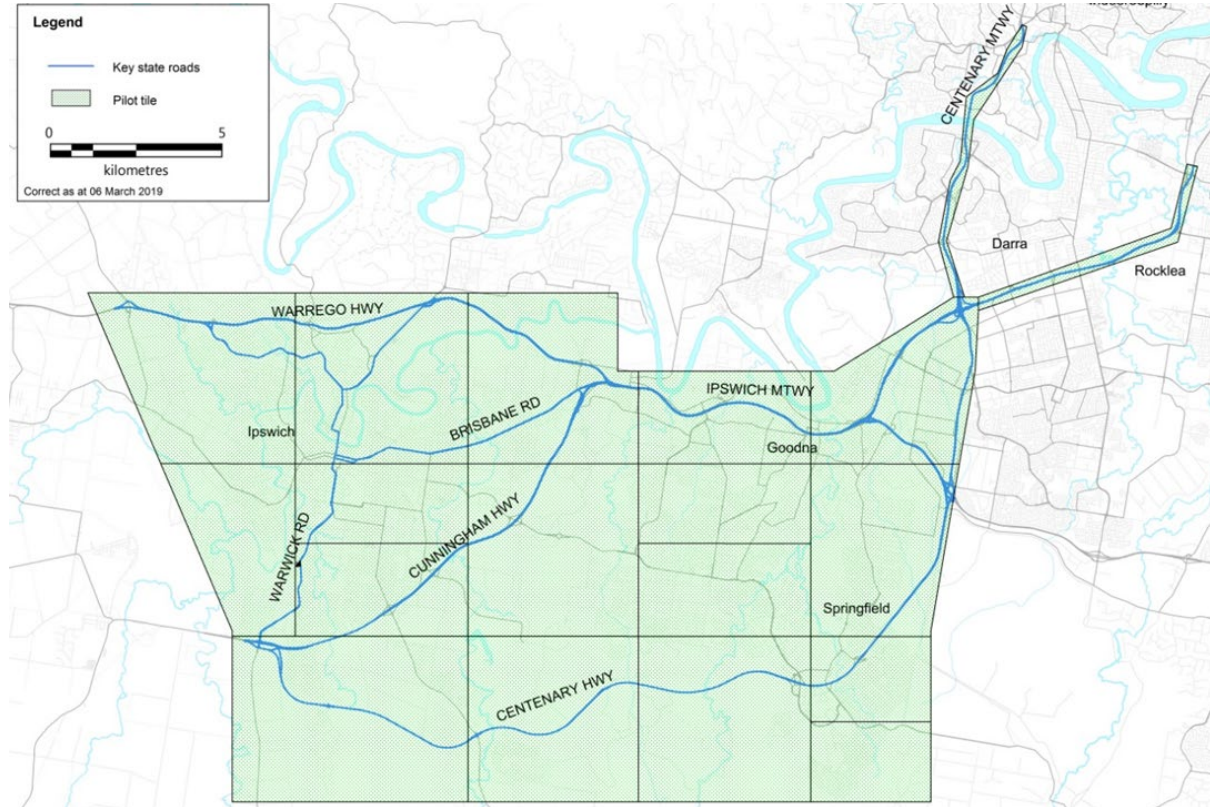 Legend
Key state roads
Pilot tile
0 5
kilometres
Correct as at 06 March 2019
CENTENARY MTWY
Darra
Rocklea
WARREGO HWY
IPSWICH MTWY
BRISBANE RD
Ipswich
Goodna
CUNNINGHAM HWY
WARWICK RD
Springfield
CENTENARY HWY